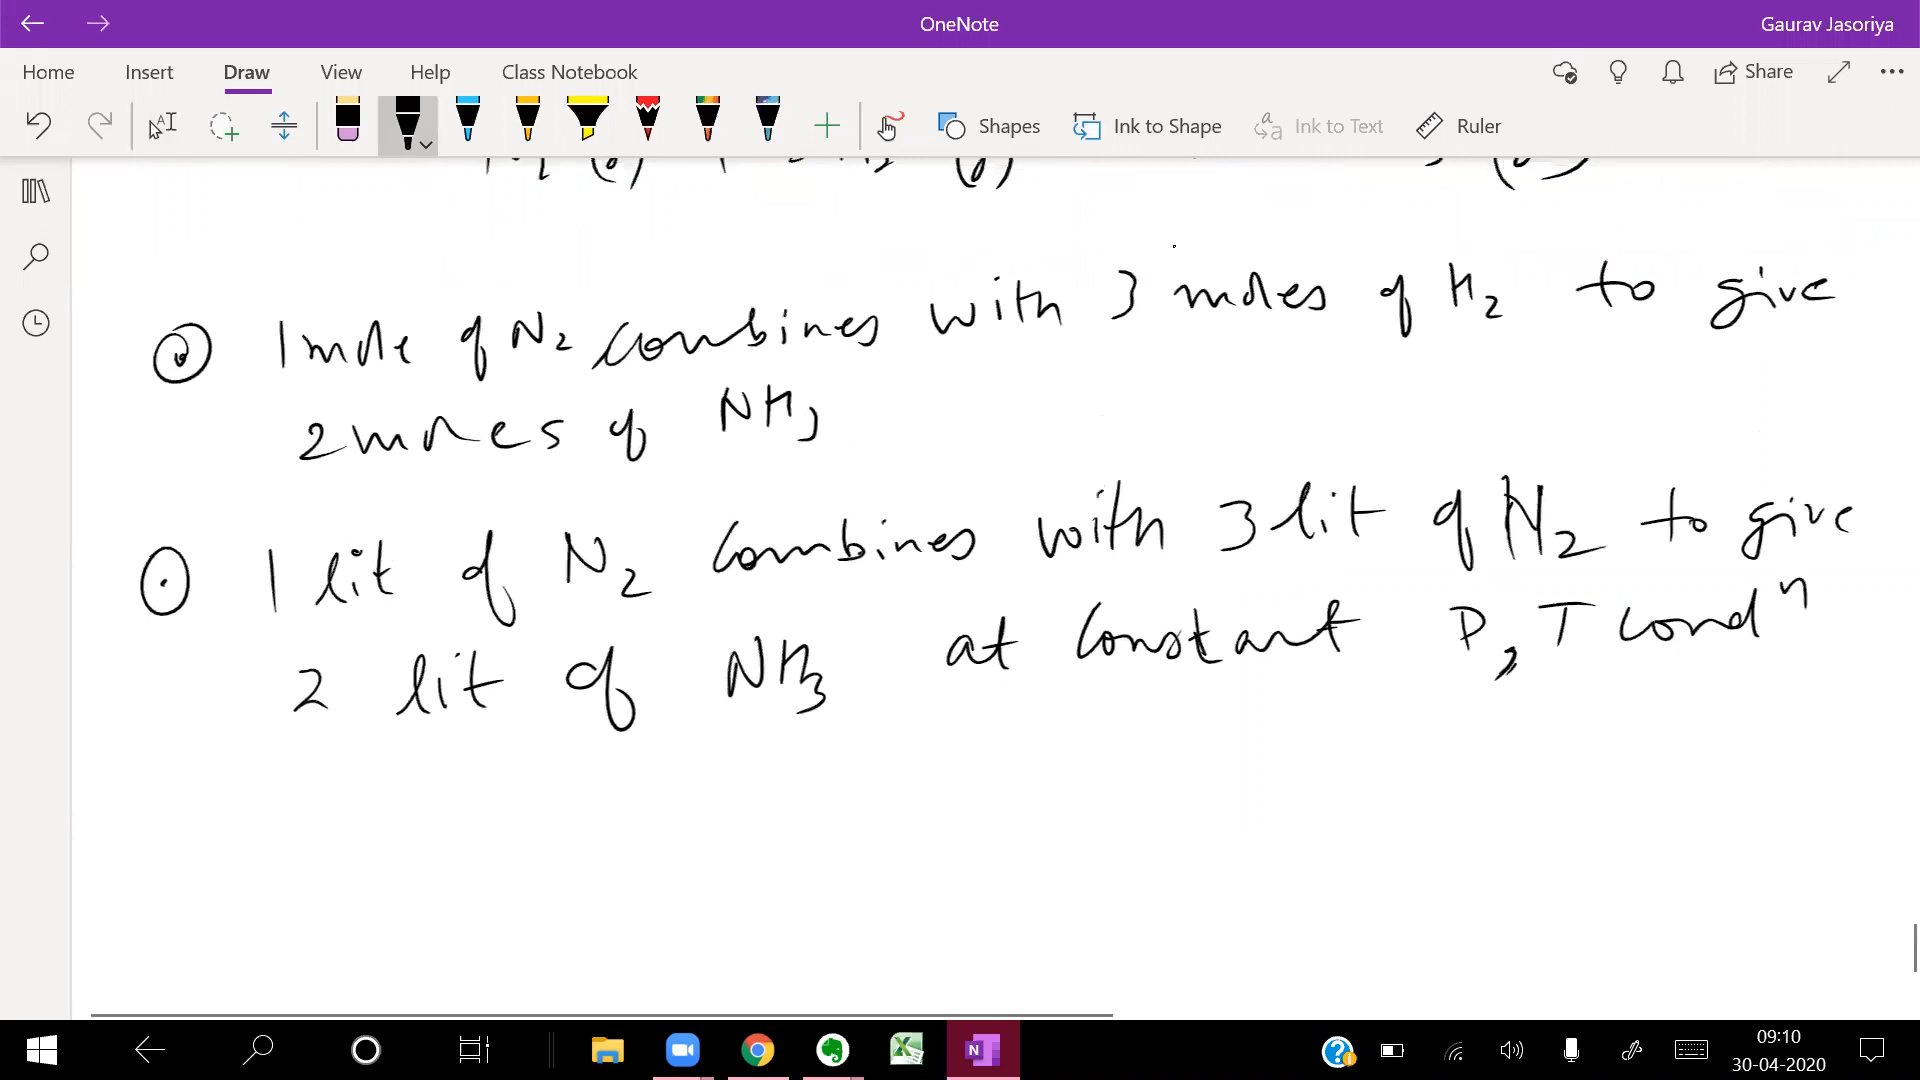 OneNote
Gaurav Jasoriya
Home Insert Draw View Help Class Notebook
Share
Shapes Ink to Shape Ink to Text Ruler
1 mole of N2 combines with 3 moles of H2 to give
2 moles of NH3
1 lit of N2 combines with 3 lit of N2 to give
2 lit of NH3 at constant P, T condn
09:10
30-04-2020